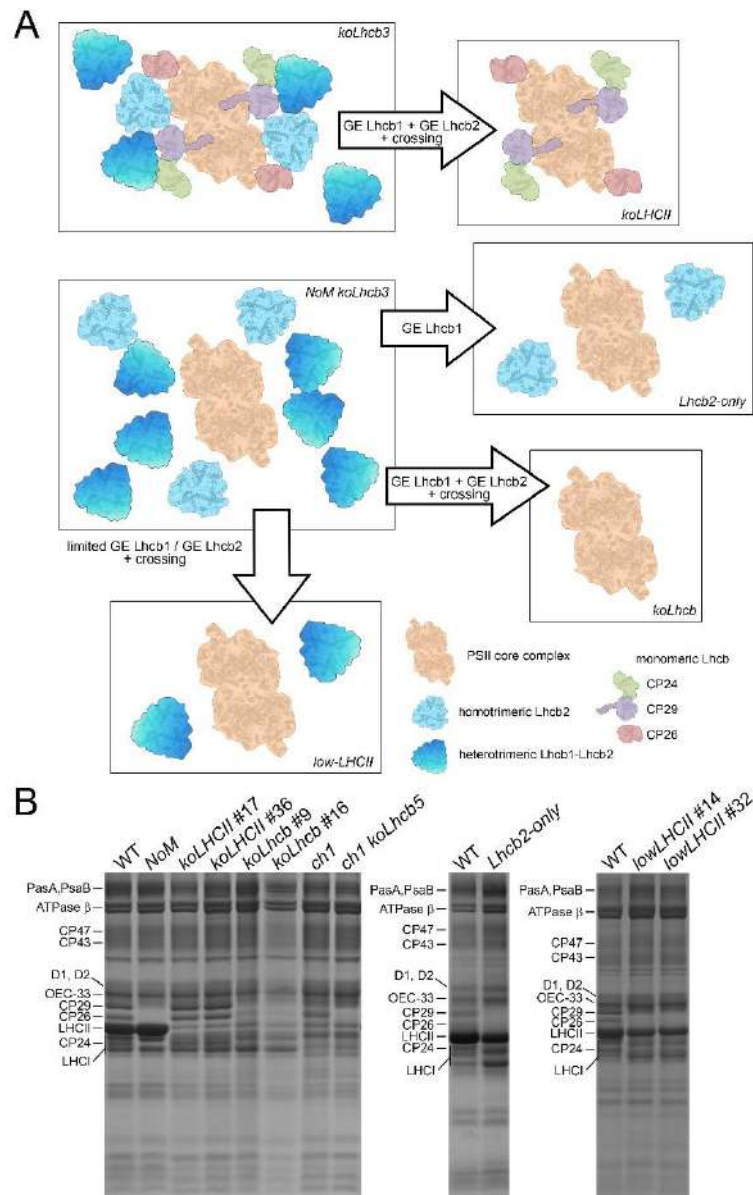 A
koLhcb3
GE Lhcb1 + GE Lhcb2
+ crossing
koLHCII
NoM koLhcb3
GE Lhcb1
Lhcb2-only
GE Lhcb1 + GE Lhcb2
+ crossing
koLhcb
limited GE Lhcb1 / GE Lhcb2
+ crossing
low-LHCII
PSII core complex
homotrimeric Lhcb2
heterotrimeric Lhcb1-Lhcb2
monomeric Lhcb
CP24
CP29
CP26
B
WT
NoM
koLHCII #17
koLHCII #36
koLhcb #9
koLhcb #16
ch1
ch1 koLhcb5
PasA,PsaB
ATPase β
CP47
CP43
D1, D2
OEC-33
CP29
CP26
LHCII
CP24
LHCI
WT
Lhcb2-only
PasA,PsaB
ATPase β
CP47
CP43
D1, D2
OEC-33
CP29
CP26
LHCII
CP24
LHCI
WT
lowLHCII #14
lowLHCII #32
PasA,PsaB
ATPase β
CP47
CP43
D1, D2
OEC-33
CP29
CP26
LHCII
CP24
LHCI